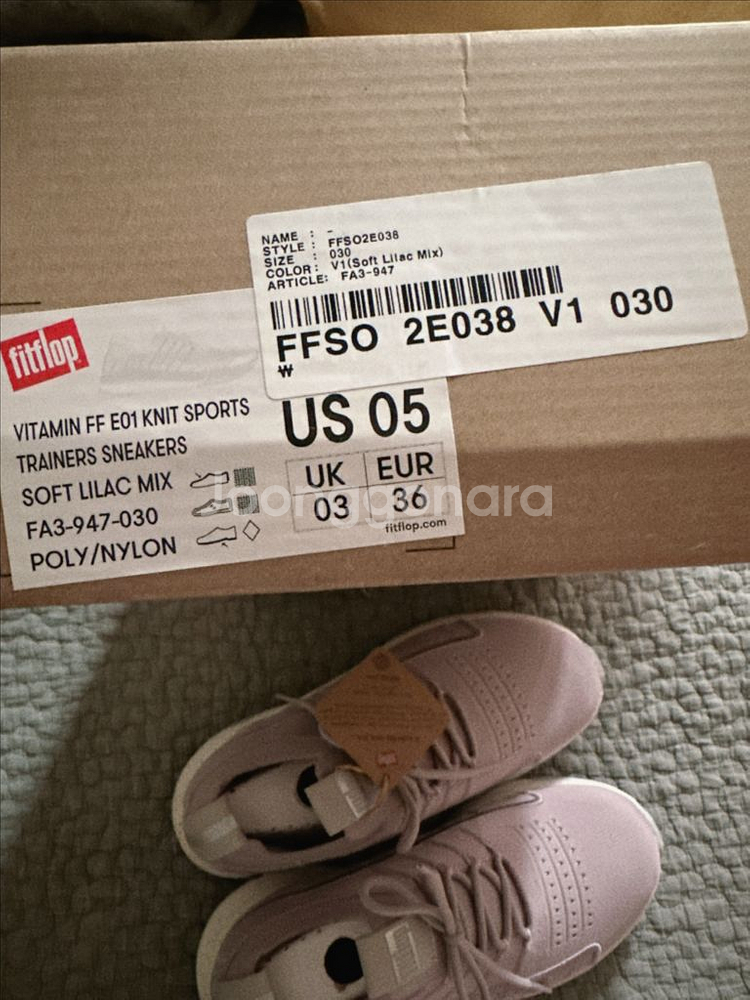 NAME : -
STYLE : FFSO2E038
SIZE : 030
COLOR : V1(Soft Lilac Mix)
ARTICLE: FA3-947
FFSO 2E038 V1 030
₩
fitflop
VITAMIN FF E01 KNIT SPORTS
TRAINERS SNEAKERS
SOFT LILAC MIX
FA3-947-030
POLY/NYLON
US 05
UK EUR
03 36
fitflop.com
joonggonara